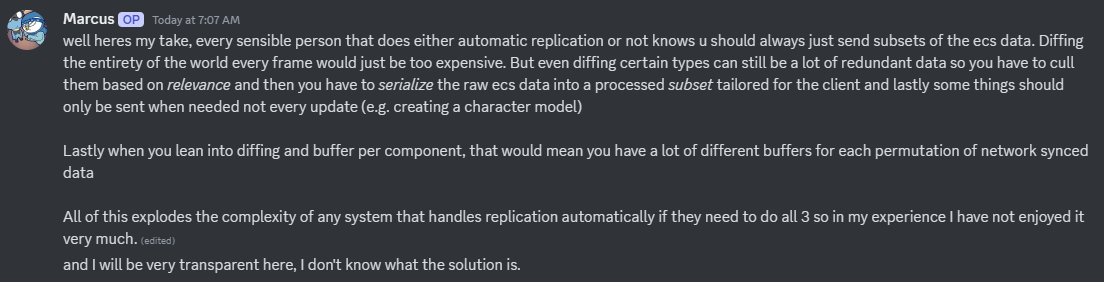 Marcus OP Today at 7:07 AM
well heres my take, every sensible person that does either automatic replication or not knows u should always just send subsets of the ecs data. Diffing
the entirety of the world every frame would just be too expensive. But even diffing certain types can still be a lot of redundant data so you have to cull
them based on relevance and then you have to serialize the raw ecs data into a processed subset tailored for the client and lastly some things should
only be sent when needed not every update (e.g. creating a character model)
Lastly when you lean into diffing and buffer per component, that would mean you have a lot of different buffers for each permutation of network synced
data
All of this explodes the complexity of any system that handles replication automatically if they need to do all 3 so in my experience I have not enjoyed it
very much. (edited)
and I will be very transparent here, I don't know what the solution is.